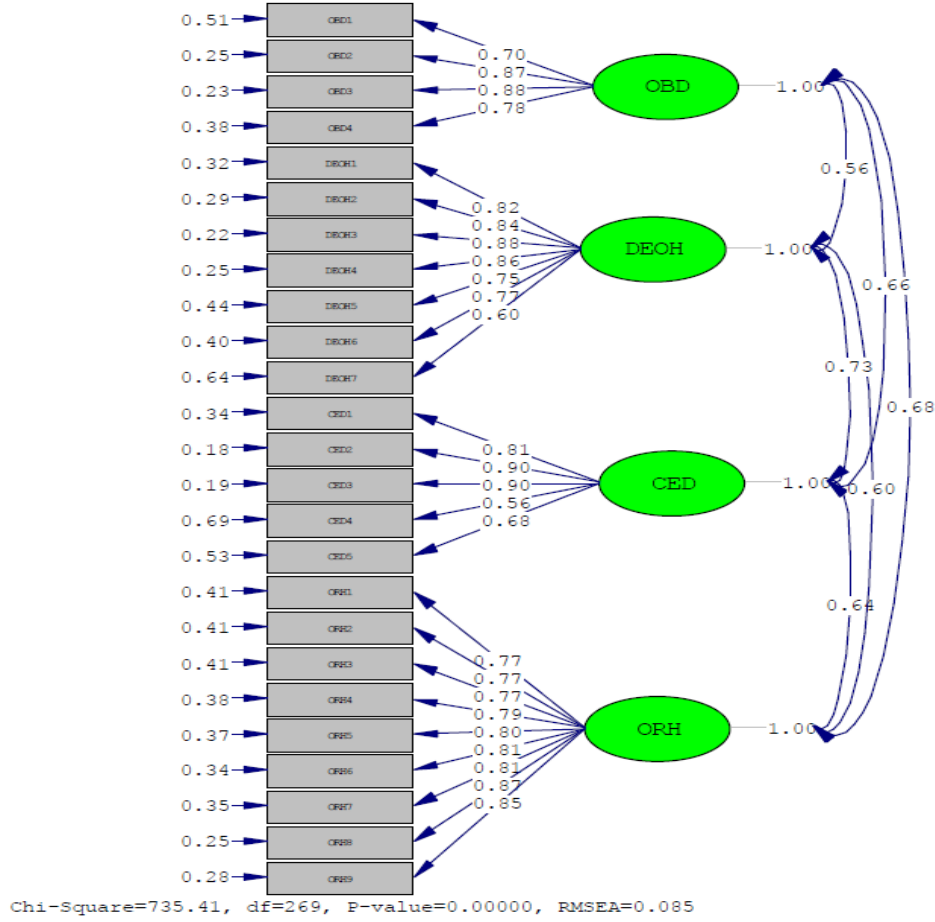 0.51 OBD1
0.70
0.25 OBD2
0.87
0.23 OBD3
0.88
OBD 1.00
0.38 OBD4
0.78
0.32 DEOH1
0.56
0.29 DEOH2
0.82
0.84
0.22 DEOH3
0.88
DEOH 1.00
0.25 DEOH4
0.86
0.75
0.44 DEOH5
0.77
0.66
0.40 DEOH6
0.60
0.64 DEOH7
0.73
0.34 CED1
0.68
0.18 CED2
0.81
0.90
0.19 CED3
0.90
CED 1.00
0.60
0.69 CED4
0.56
0.68
0.53 CED5
0.41 ORH1
0.64
0.41 ORH2
0.41 ORH3
0.77
0.77
0.77
0.38 ORH4
0.79
ORH 1.00
0.37 ORH5
0.80
0.81
0.34 ORH6
0.81
0.87
0.35 ORH7
0.85
0.25 ORH8
0.28 ORH9
Chi-Square=735.41, df=269, P-value=0.00000, RMSEA=0.085